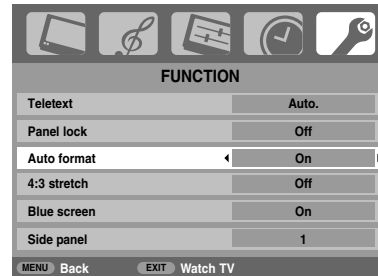 FUNCTION
Teletext Auto.
Panel lock Off
Auto format On
4:3 stretch Off
Blue screen On
Side panel 1
MENU Back EXIT Watch TV